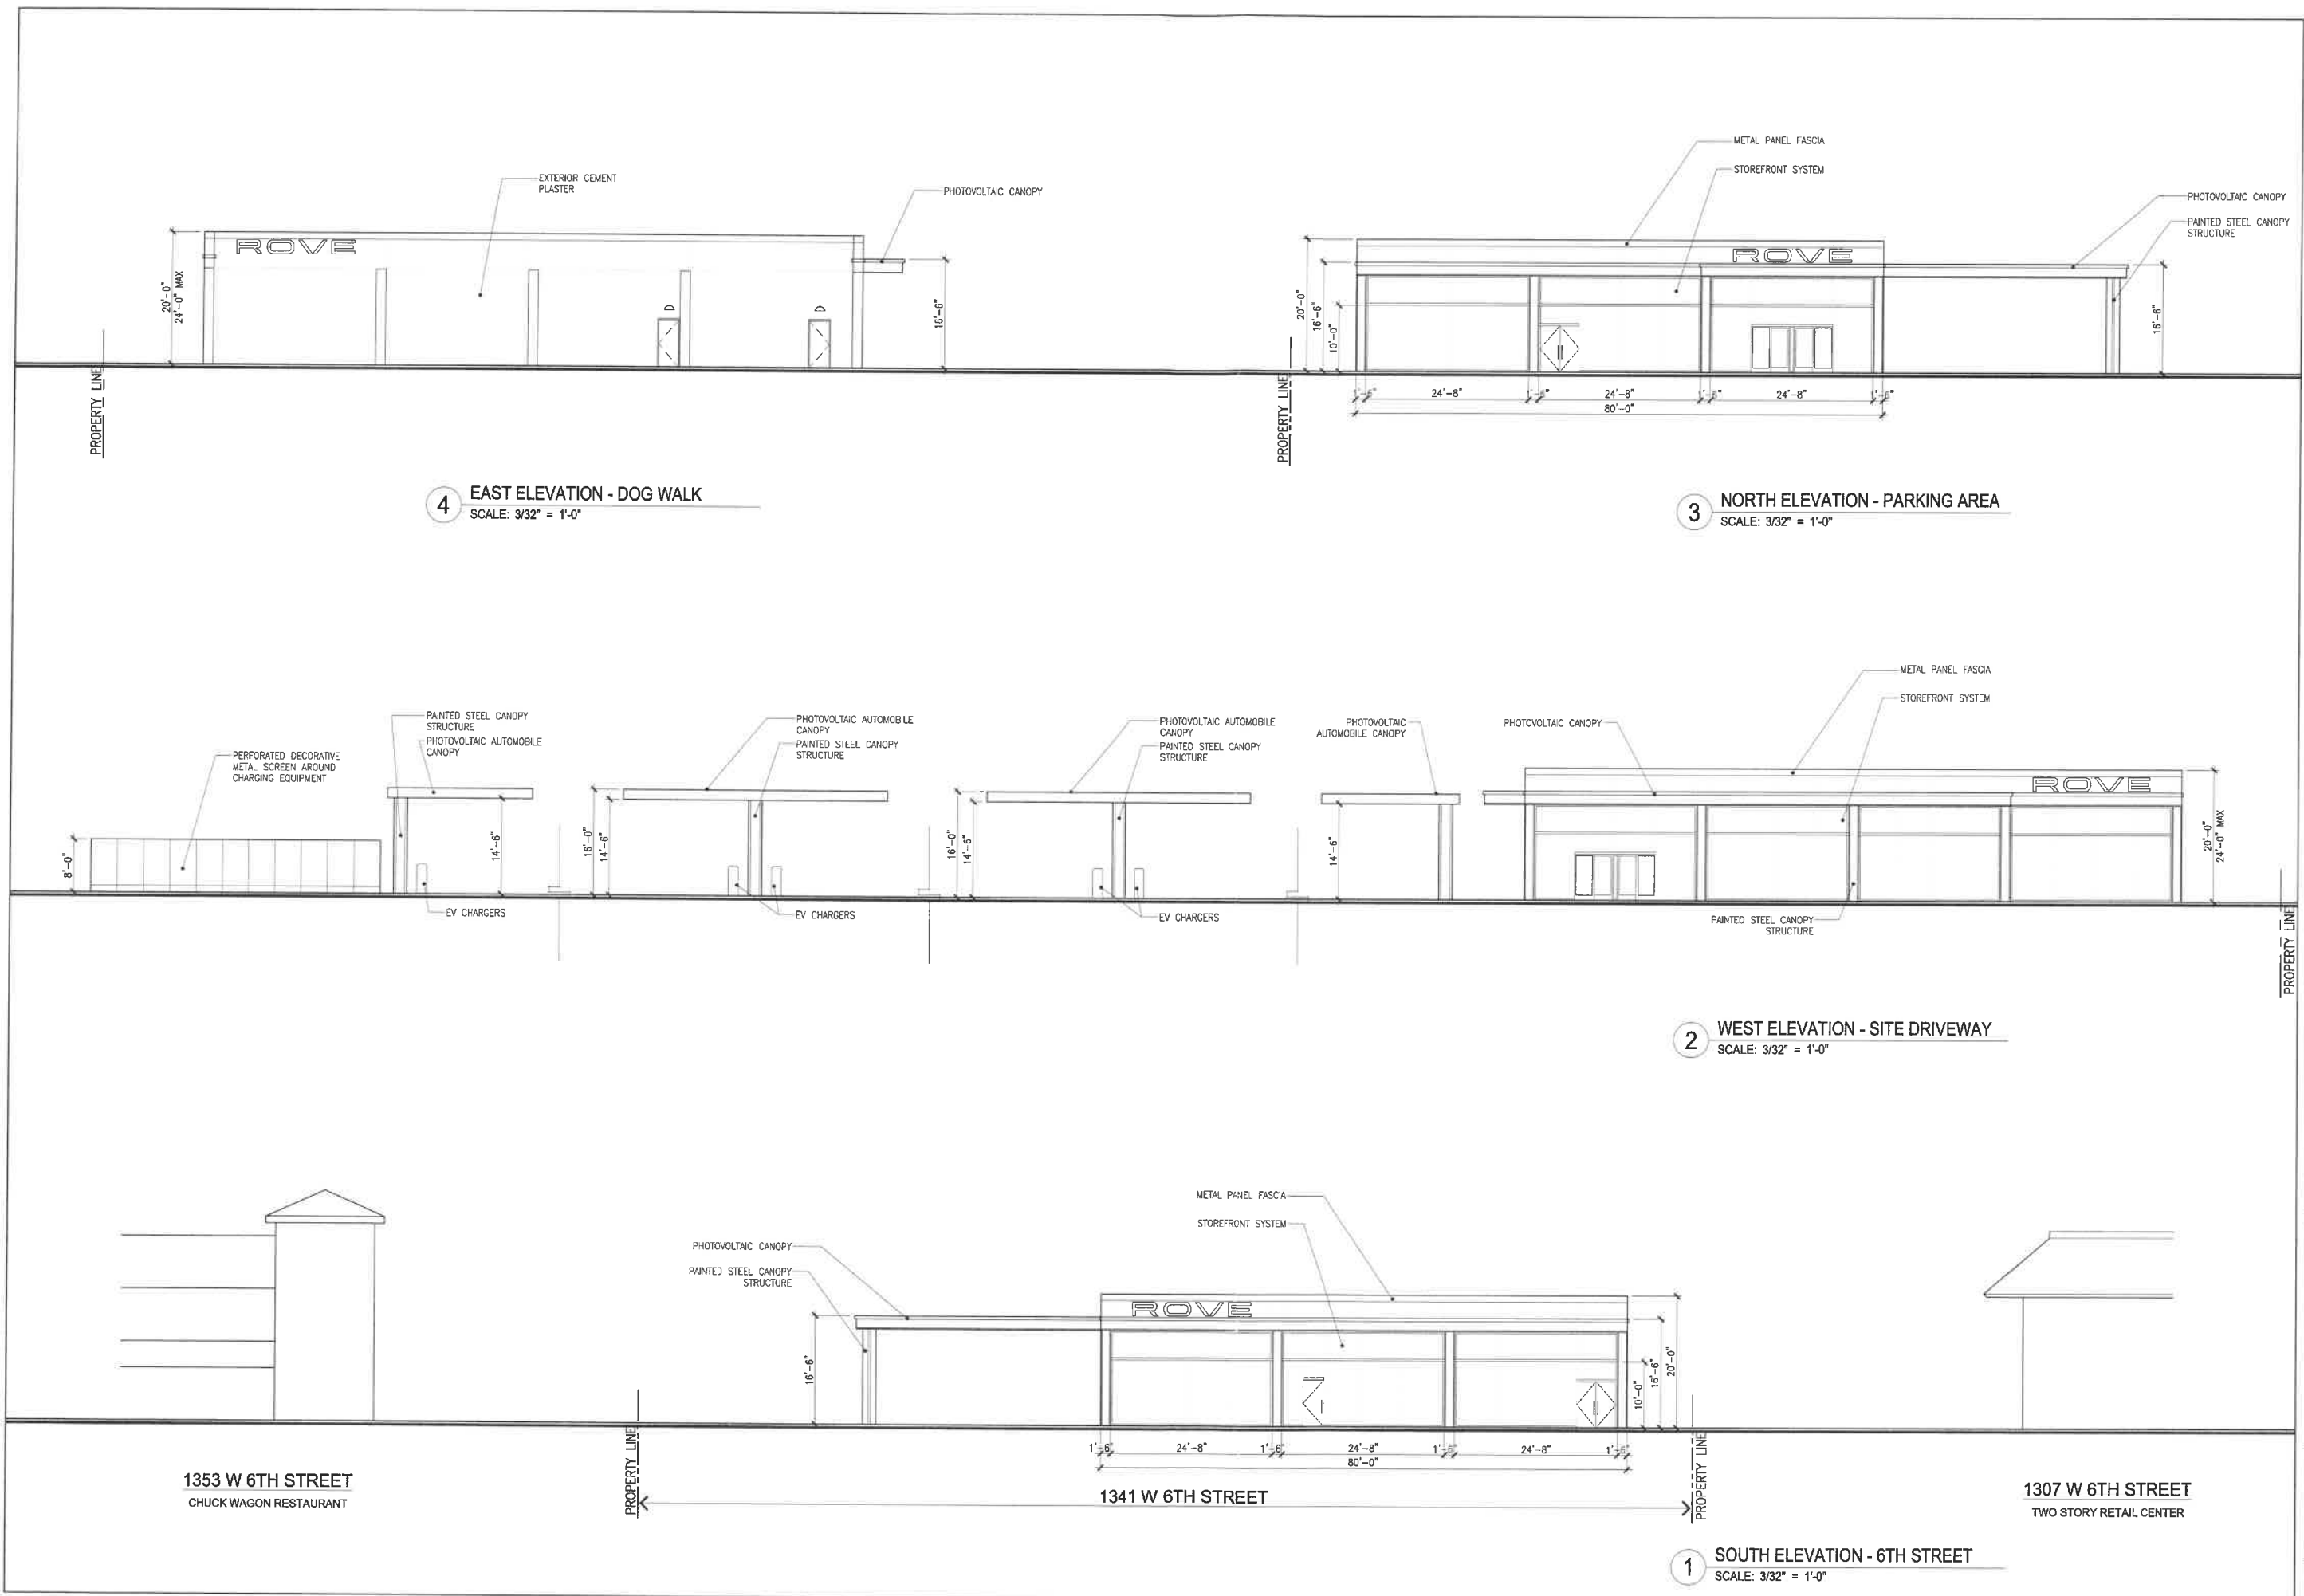 EXTERIOR CEMENT
PLASTER
PHOTOVOLTAIC CANOPY
ROVE
20'-0"
24'-0" MAX
16'-6"
PROPERTY LINE
4
EAST ELEVATION - DOG WALK
SCALE: 3/32" = 1'-0"
METAL PANEL FASCIA
STOREFRONT SYSTEM
PHOTOVOLTAIC CANOPY
PAINTED STEEL CANOPY
STRUCTURE
ROVE
20'-0"
16'-6"
10'-0"
16'-6"
1'-6" 24'-8" 1'-6" 24'-8" 1'-6" 24'-8" 1'-6"
80'-0"
PROPERTY LINE
3
NORTH ELEVATION - PARKING AREA
SCALE: 3/32" = 1'-0"
PERFORATED DECORATIVE
METAL SCREEN AROUND
CHARGING EQUIPMENT
PAINTED STEEL CANOPY
STRUCTURE
PHOTOVOLTAIC AUTOMOBILE
CANOPY
8'-0"
14'-6"
EV CHARGERS
PHOTOVOLTAIC AUTOMOBILE
CANOPY
PAINTED STEEL CANOPY
STRUCTURE
16'-0"
14'-6"
EV CHARGERS
PHOTOVOLTAIC AUTOMOBILE
CANOPY
PAINTED STEEL CANOPY
STRUCTURE
16'-0"
14'-6"
EV CHARGERS
PHOTOVOLTAIC
AUTOMOBILE CANOPY
14'-6"
PHOTOVOLTAIC CANOPY
METAL PANEL FASCIA
STOREFRONT SYSTEM
ROVE
20'-0"
24'-0" MAX
PAINTED STEEL CANOPY
STRUCTURE
PROPERTY LINE
2
WEST ELEVATION - SITE DRIVEWAY
SCALE: 3/32" = 1'-0"
METAL PANEL FASCIA
STOREFRONT SYSTEM
PHOTOVOLTAIC CANOPY
PAINTED STEEL CANOPY
STRUCTURE
ROVE
16'-6"
10'-0"
16'-6"
20'-0"
1'-6" 24'-8" 1'-6" 24'-8" 1'-6" 24'-8" 1'-6"
80'-0"
PROPERTY LINE
PROPERTY LINE
1353 W 6TH STREET
CHUCK WAGON RESTAURANT
1341 W 6TH STREET
1307 W 6TH STREET
TWO STORY RETAIL CENTER
1
SOUTH ELEVATION - 6TH STREET
SCALE: 3/32" = 1'-0"